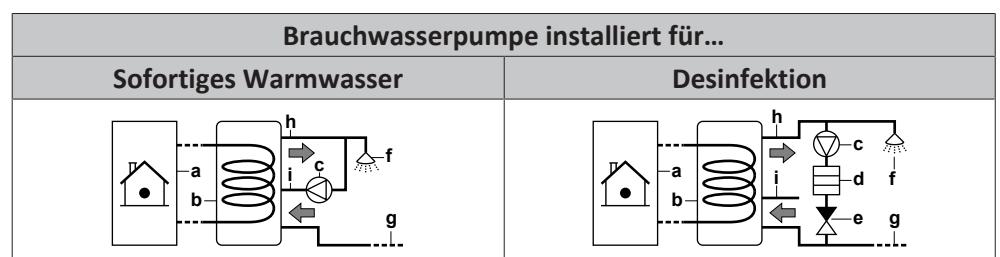 Brauchwasserpumpe installiert für...
Sofortiges Warmwasser
Desinfektion
h
c
f
a
i
b
g
h
c
a
d
f
i
b
e
g